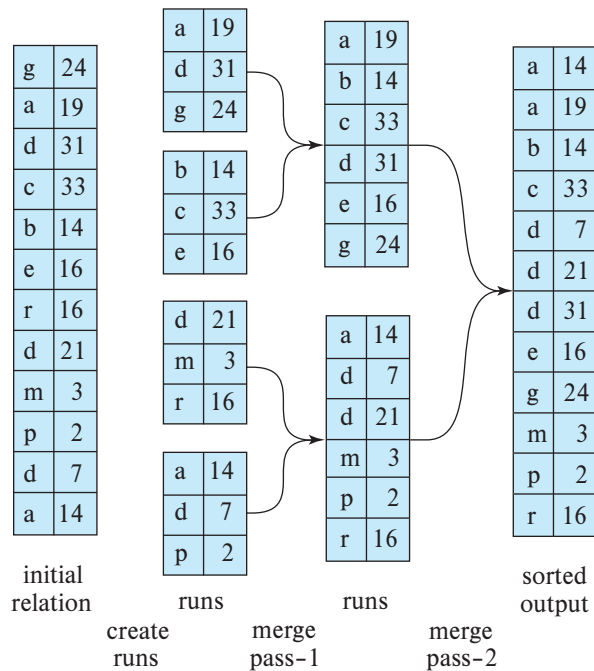 g 24
a 19
d 31
c 33
b 14
e 16
r 16
d 21
m 3
p 2
d 7
a 14
initial
relation
a 19
d 31
g 24
b 14
c 33
e 16
d 21
m 3
r 16
a 14
d 7
p 2
runs
create
runs
a 19
b 14
c 33
d 31
e 16
g 24
a 14
d 7
d 21
m 3
p 2
r 16
runs
merge
pass–1
a 14
a 19
b 14
c 33
d 7
d 21
d 31
e 16
g 24
m 3
p 2
r 16
sorted
output
merge
pass–2